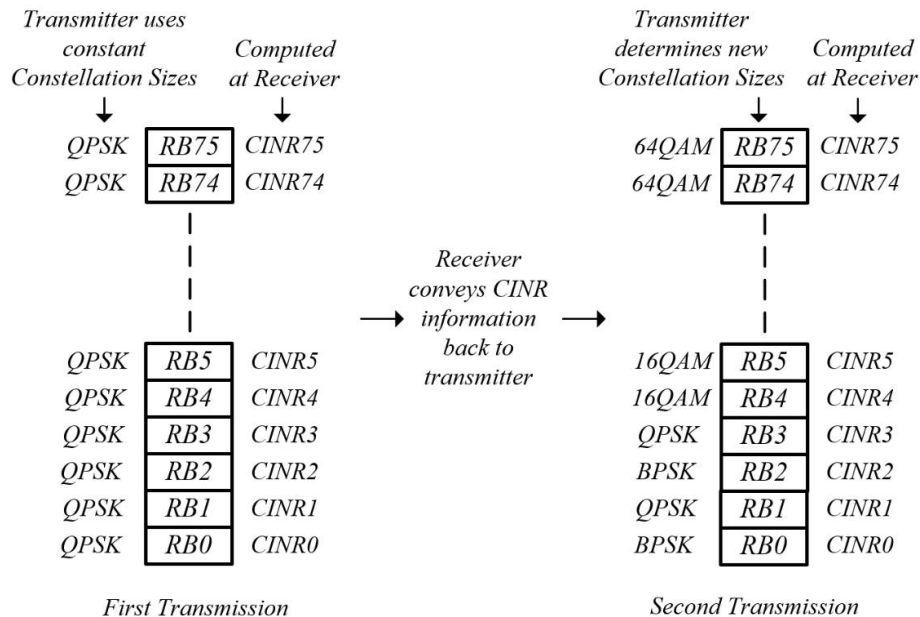 Transmitter uses
constant
Constellation Sizes
Computed
at Receiver
QPSK RB75 CINR75
QPSK RB74 CINR74
QPSK RB5 CINR5
QPSK RB4 CINR4
QPSK RB3 CINR3
QPSK RB2 CINR2
QPSK RB1 CINR1
QPSK RB0 CINR0
First Transmission
Receiver
conveys CINR
information
back to
transmitter
Transmitter
determines new
Constellation Sizes
Computed
at Receiver
64QAM RB75 CINR75
64QAM RB74 CINR74
16QAM RB5 CINR5
16QAM RB4 CINR4
QPSK RB3 CINR3
BPSK RB2 CINR2
QPSK RB1 CINR1
BPSK RB0 CINR0
Second Transmission